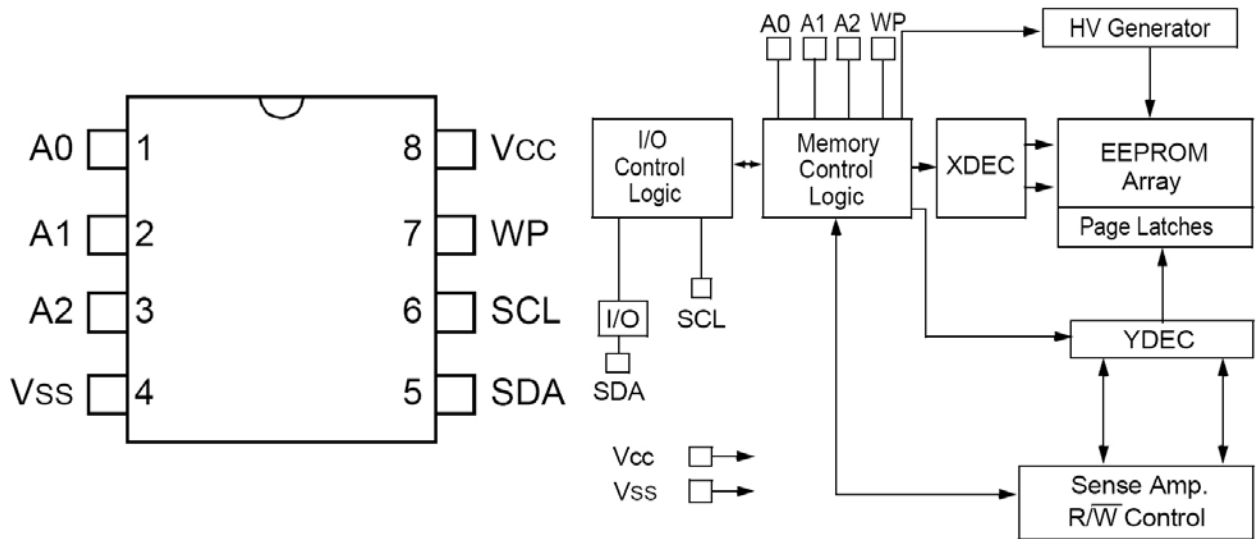 A0 1 8 VCC
A1 2 7 WP
A2 3 6 SCL
VSS 4 5 SDA
A0 A1 A2 WP
HV Generator
I/O
Control
Logic
Memory
Control
Logic
XDEC
EEPROM
Array
Page Latches
I/O
SCL
SDA
YDEC
Vcc
Vss
Sense Amp.
R/W̅ Control